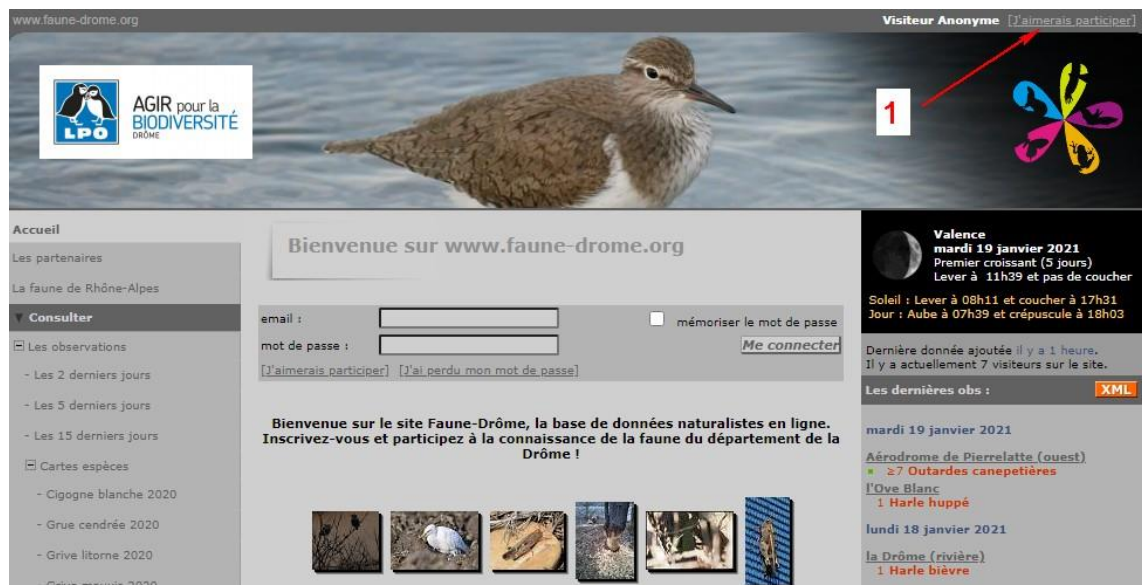 www.faune-drome.org
Visiteur Anonyme [J'aimerais participer]
1
LPO
AGIR pour la
BIODIVERSITÉ
DRÔME
Accueil
Les partenaires
La faune de Rhône-Alpes
Consulter
Les observations
- Les 2 derniers jours
- Les 5 derniers jours
- Les 15 derniers jours
Cartes espèces
- Cigogne blanche 2020
- Grue cendrée 2020
- Grive litorne 2020
- Grive mauvis 2020
Bienvenue sur www.faune-drome.org
email :
mémoriser le mot de passe
mot de passe :
Me connecter
[J'aimerais participer] [J'ai perdu mon mot de passe]
Bienvenue sur le site Faune-Drôme, la base de données naturalistes en ligne.
Inscrivez-vous et participez à la connaissance de la faune du département de la
Drôme !
Valence
mardi 19 janvier 2021
Premier croissant (5 jours)
Lever à 11h39 et pas de coucher
Soleil : Lever à 08h11 et coucher à 17h31
Jour : Aube à 07h39 et crépuscule à 18h03
Dernière donnée ajoutée il y a 1 heure.
Il y a actuellement 7 visiteurs sur le site.
Les dernières obs :
XML
mardi 19 janvier 2021
Aérodrome de Pierrelatte (ouest)
≥7 Outardes canepetières
l'Ove Blanc
1 Harle huppé
lundi 18 janvier 2021
la Drôme (rivière)
1 Harle bièvre